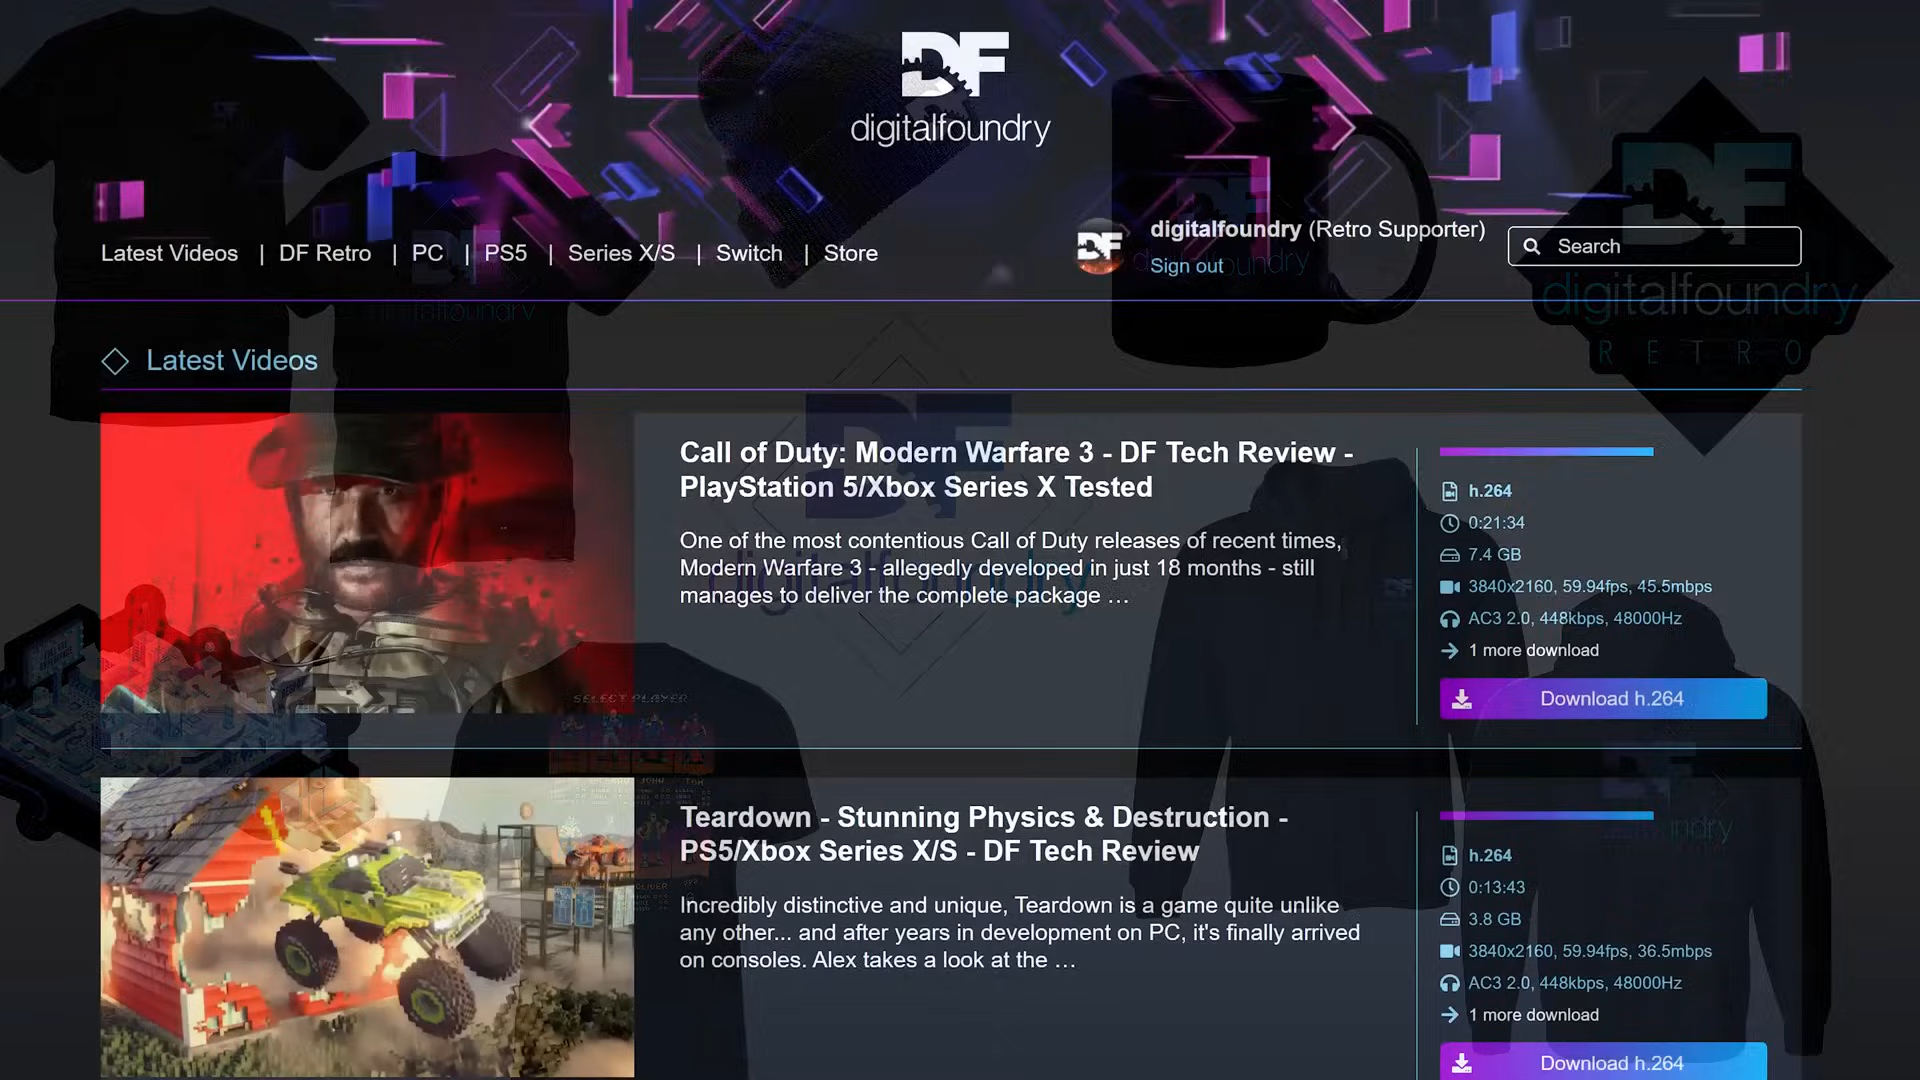 DF
digitalfoundry
digitalfoundry (Retro Supporter)
Sign out
Search
Latest Videos | DF Retro | PC | PS5 | Series X/S | Switch | Store
digitalfoundry
RETRO
Latest Videos
Call of Duty: Modern Warfare 3 - DF Tech Review -
PlayStation 5/Xbox Series X Tested
One of the most contentious Call of Duty releases of recent times,
Modern Warfare 3 - allegedly developed in just 18 months - still
manages to deliver the complete package …
h.264
0:21:34
7.4 GB
3840x2160, 59.94fps, 45.5mbps
AC3 2.0, 448kbps, 48000Hz
1 more download
Download h.264
SELECT PLAYER
Teardown - Stunning Physics & Destruction -
PS5/Xbox Series X/S - DF Tech Review
Incredibly distinctive and unique, Teardown is a game quite unlike
any other... and after years in development on PC, it's finally arrived
on consoles. Alex takes a look at the …
h.264
0:13:43
3.8 GB
3840x2160, 59.94fps, 36.5mbps
AC3 2.0, 448kbps, 48000Hz
1 more download
Download h.264